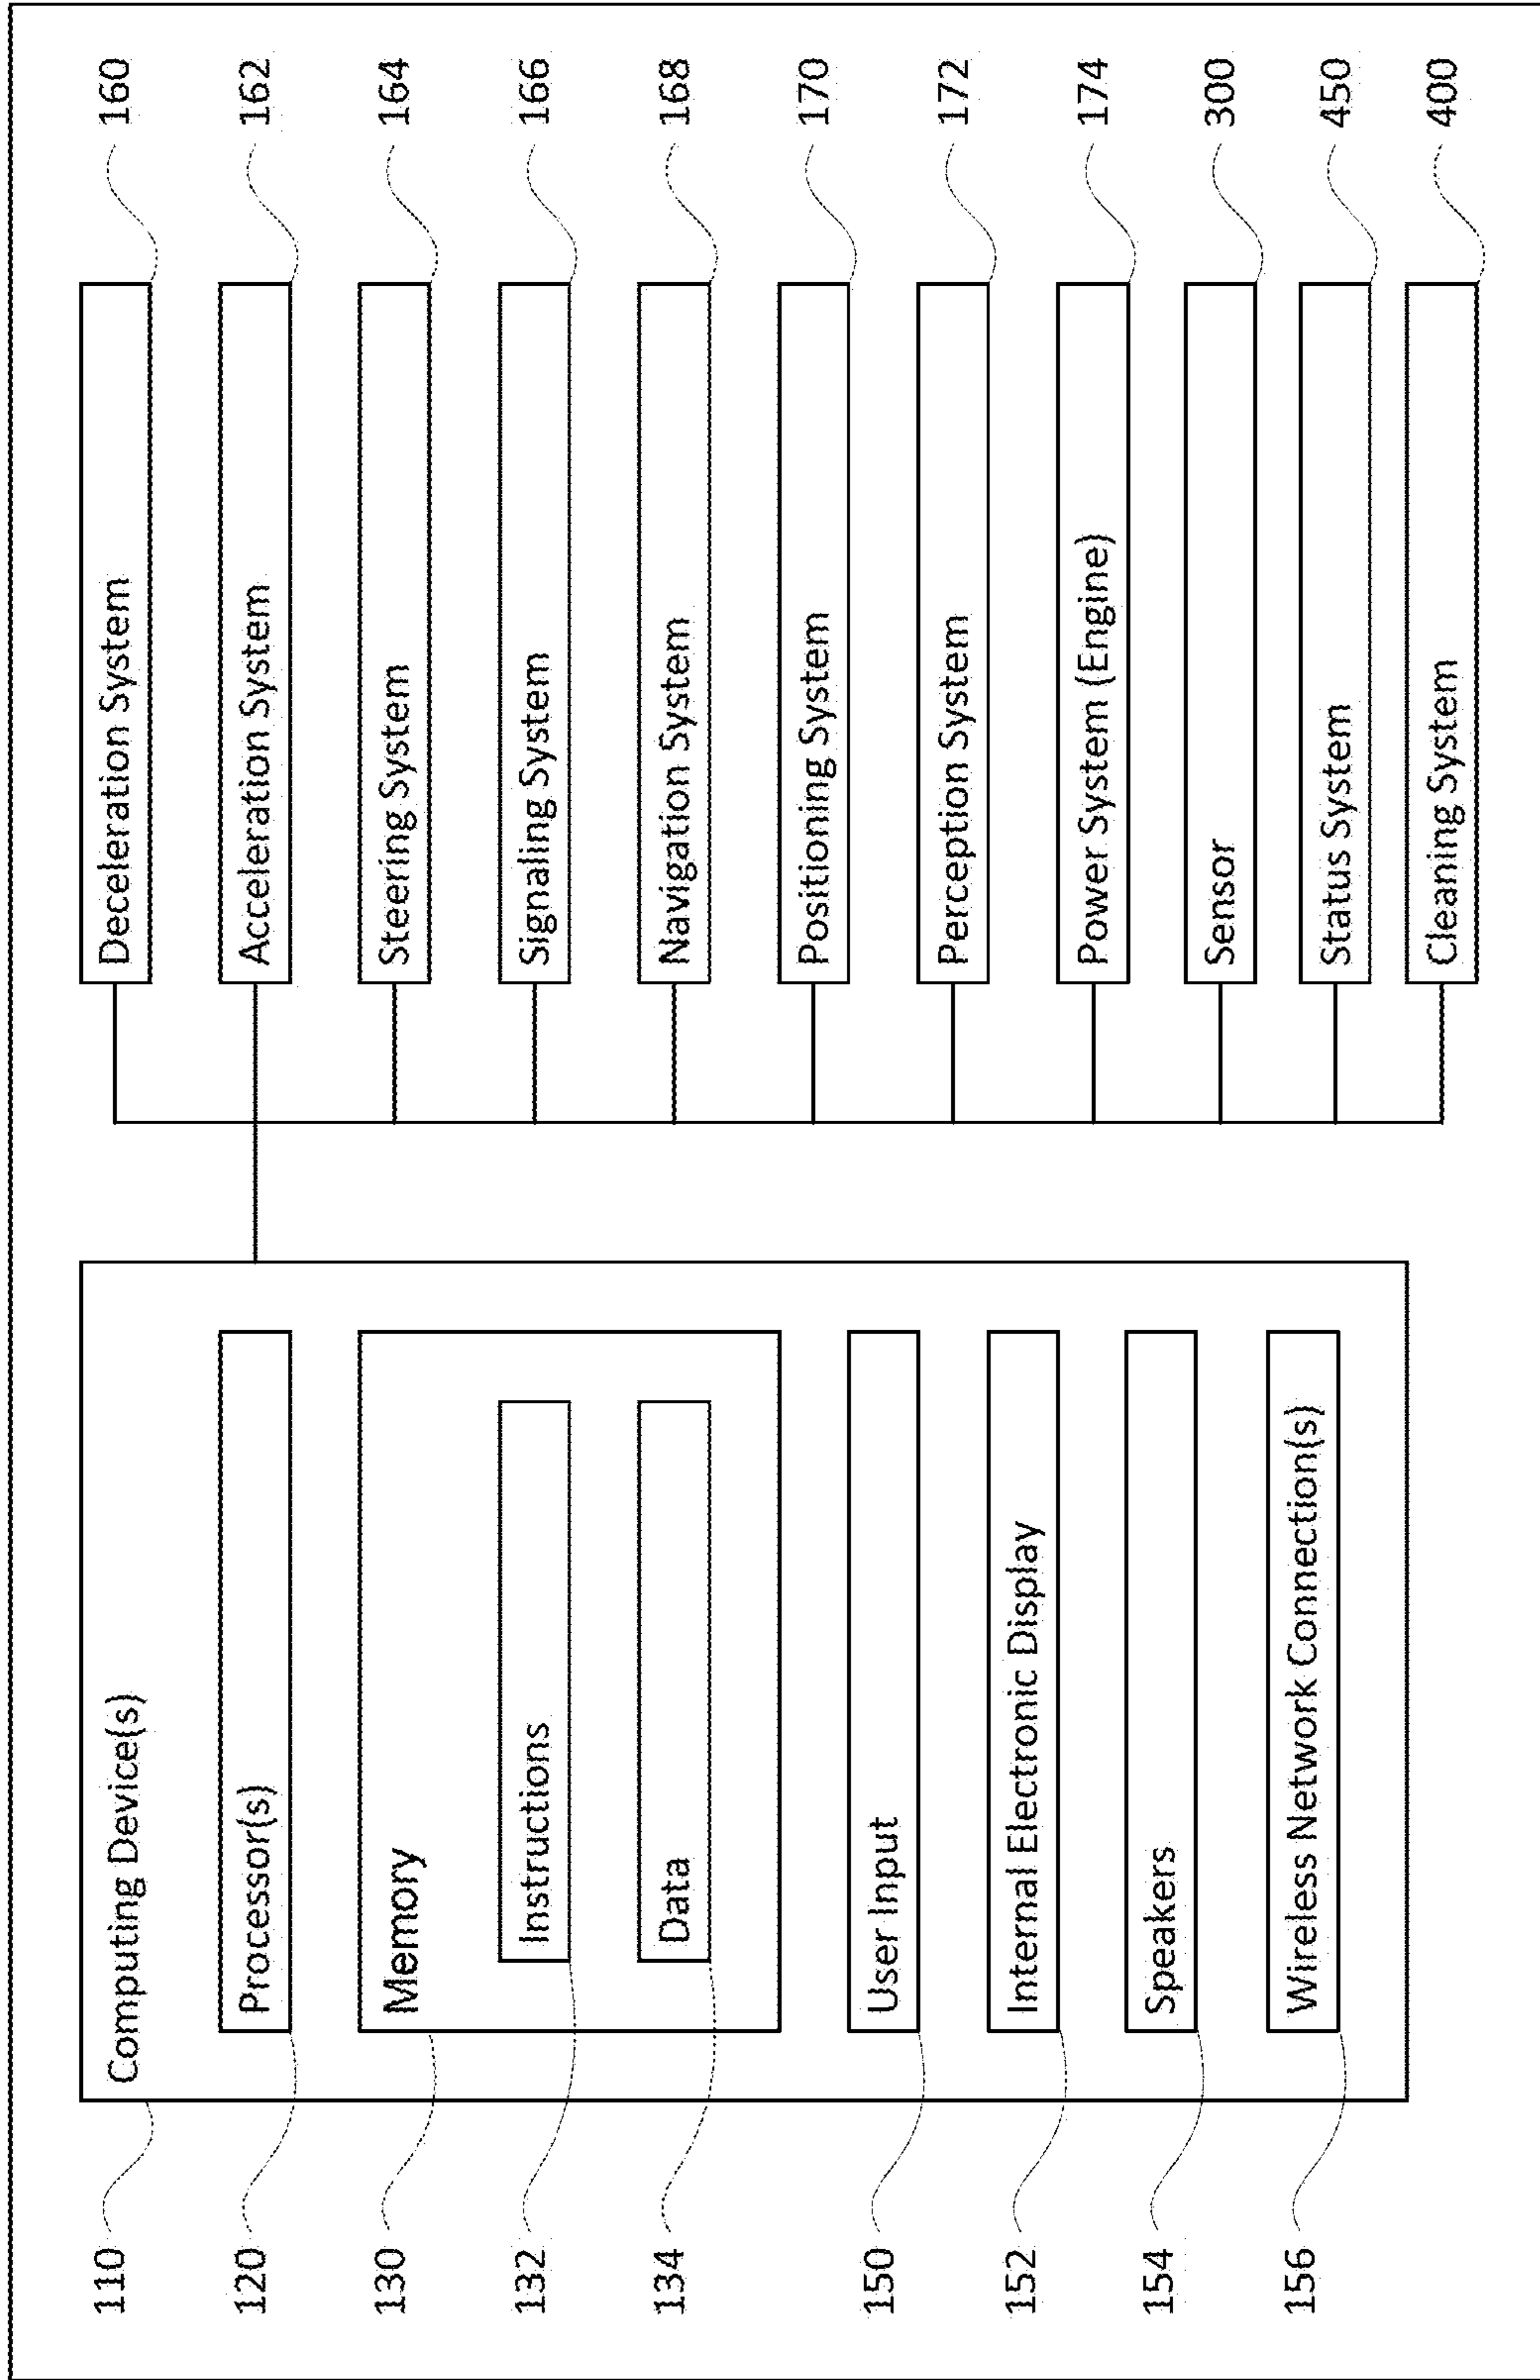 110
Computing Device(s)
120
Processor(s)
130
Memory
132
Instructions
134
Data
150
User Input
152
Internal Electronic Display
154
Speakers
156
Wireless Network Connection(s)
Deceleration System
160
Acceleration System
162
Steering System
164
Signaling System
166
Navigation System
168
Positioning System
170
Perception System
172
Power System (Engine)
174
Sensor
300
Status System
450
Cleaning System
400